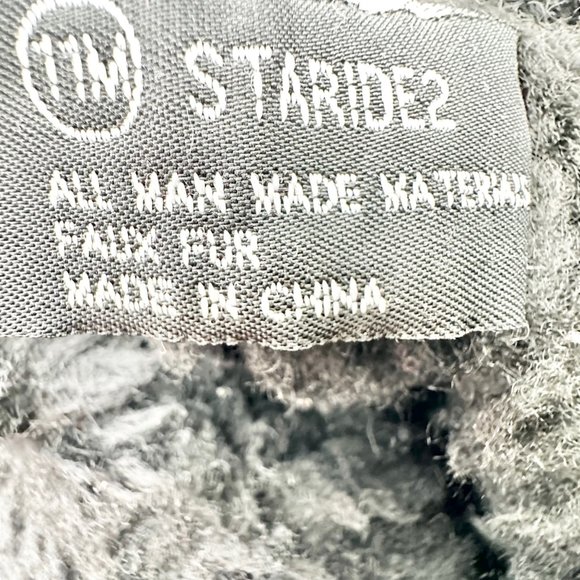 11M STARIDE2
ALL MAN MADE MATERIALS
FAUX FUR
MADE IN CHINA